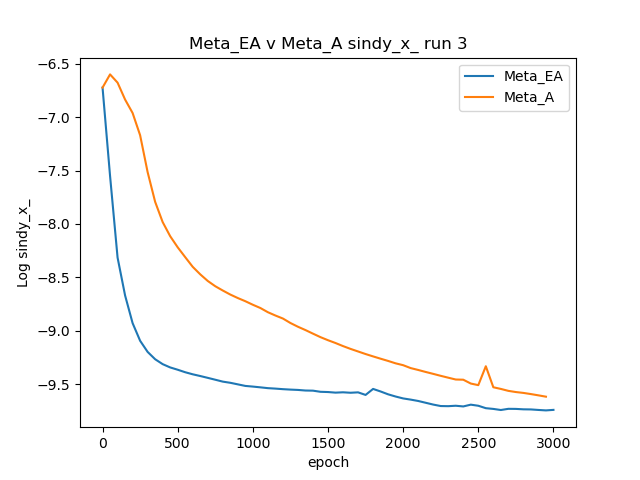 Meta_EA v Meta_A sindy_x_ run 3
Meta_EA
Meta_A
Log sindy_x_
−6.5
−7.0
−7.5
−8.0
−8.5
−9.0
−9.5
0
500
1000
1500
2000
2500
3000
epoch